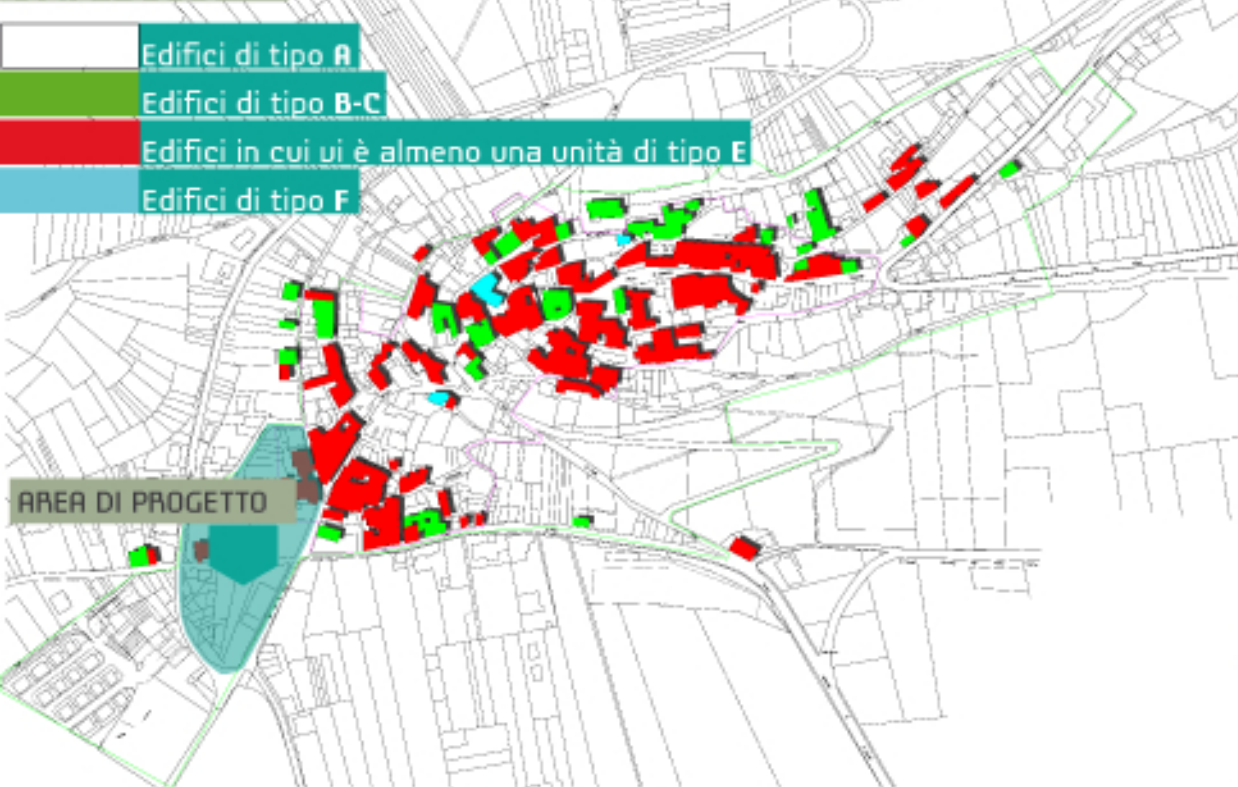 Edifici di tipo A
Edifici di tipo B-C
Edifici in cui vi è almeno una unità di tipo E
Edifici di tipo F
AREA DI PROGETTO